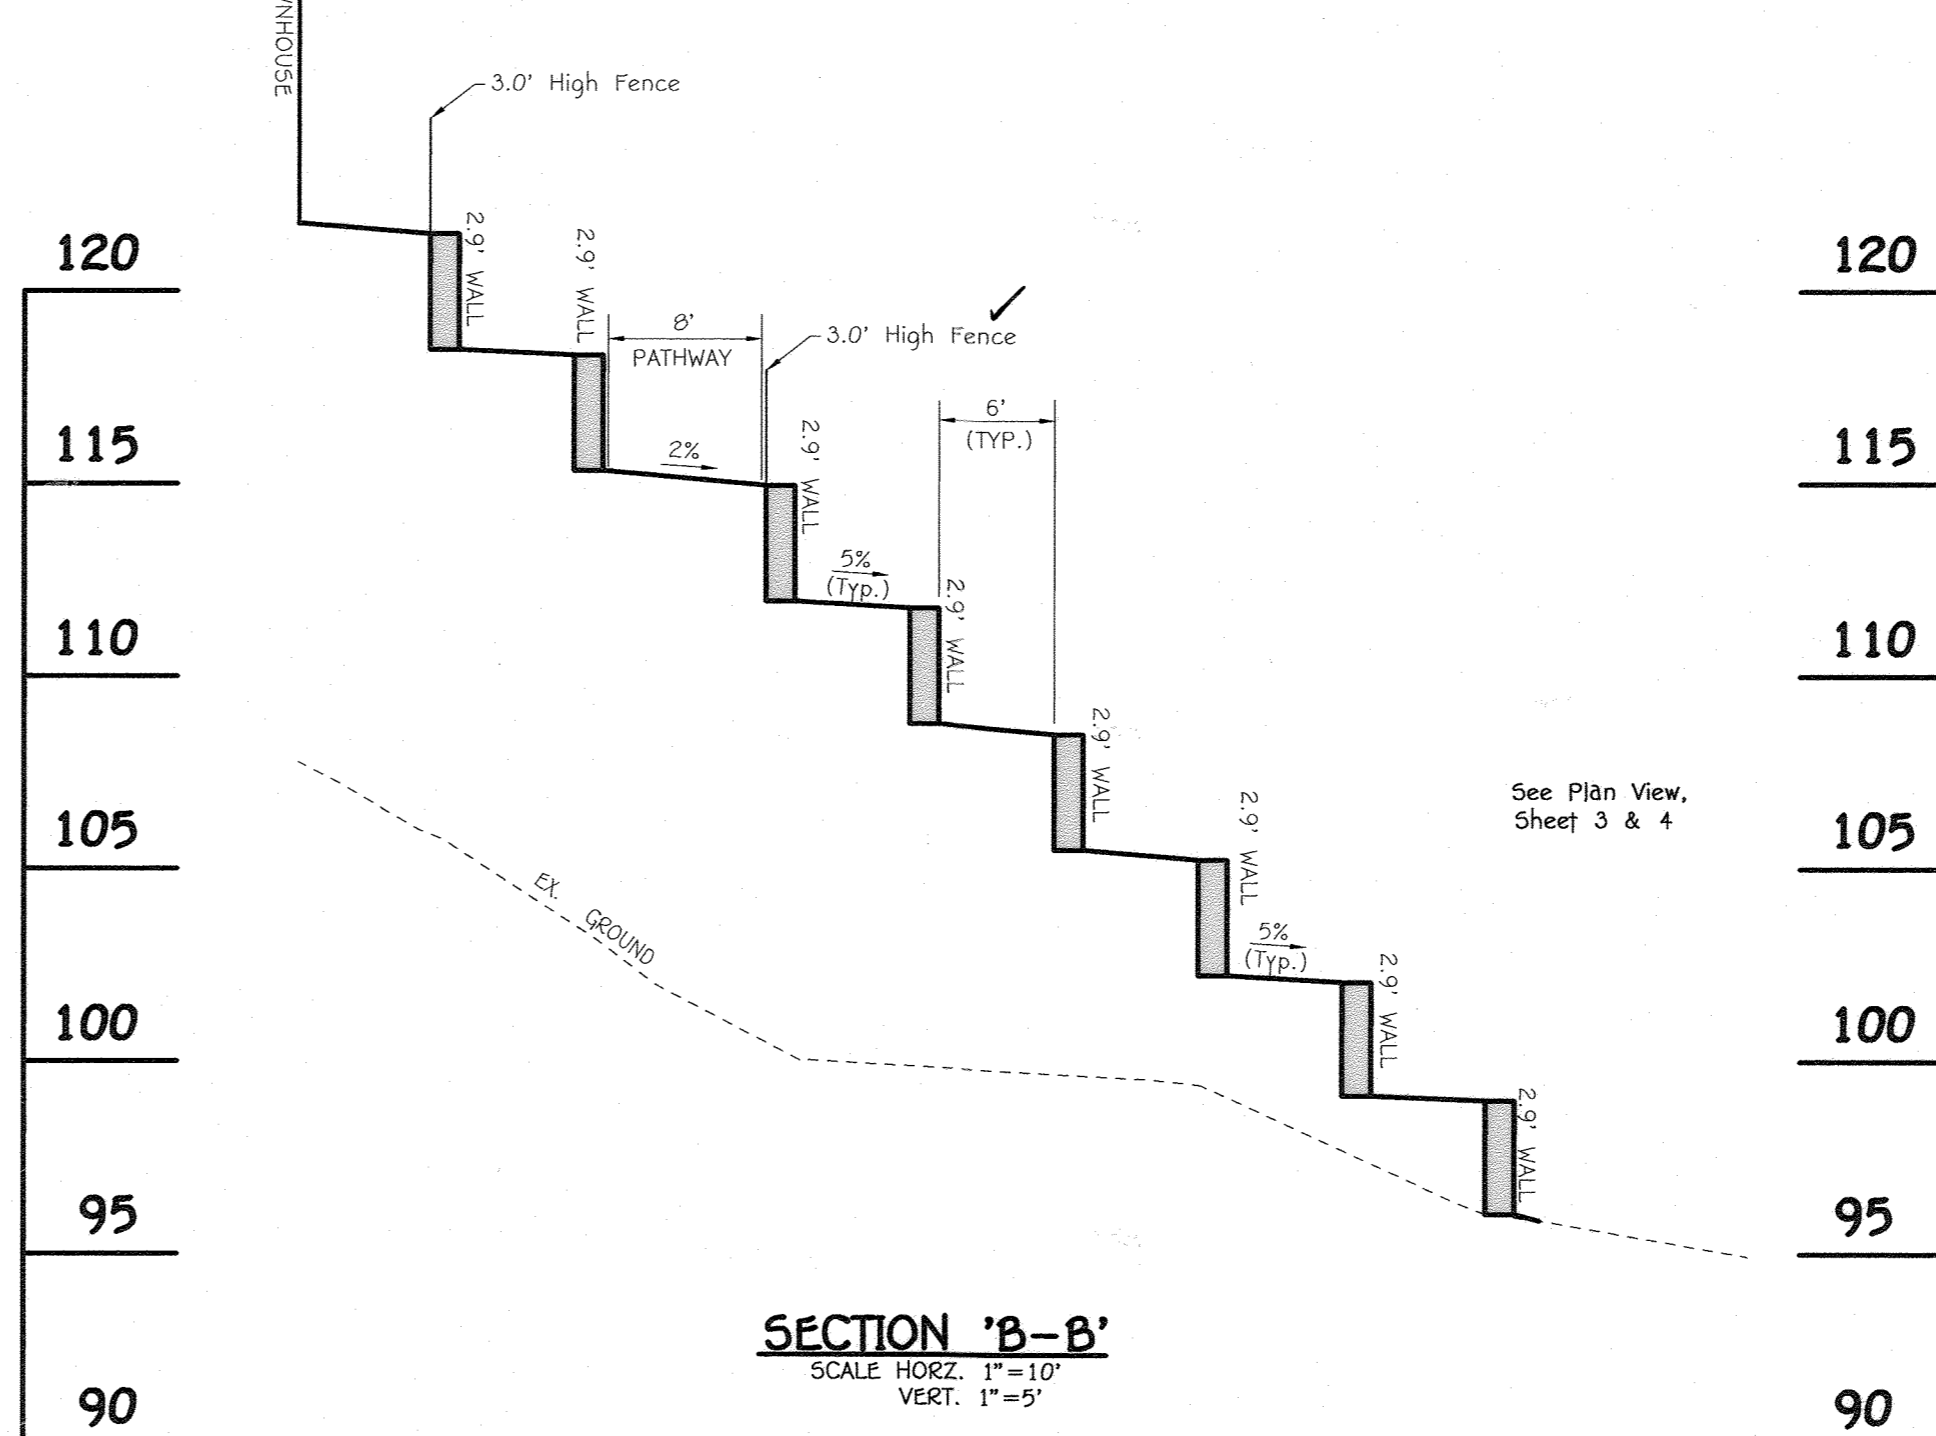 WNHOUSE
3.0' High Fence
2.9' WALL
2.9' WALL
8'
PATHWAY
3.0' High Fence
2%
2.9' WALL
6'
(TYP.)
5%
(Typ.)
2.9' WALL
2.9' WALL
2.9' WALL
5%
(Typ.)
2.9' WALL
2.9' WALL
EX. GROUND
See Plan View,
Sheet 3 & 4
120
115
110
105
100
95
90
120
115
110
105
100
95
90
SECTION 'B-B'
SCALE HORZ. 1"=10'
VERT. 1"=5'